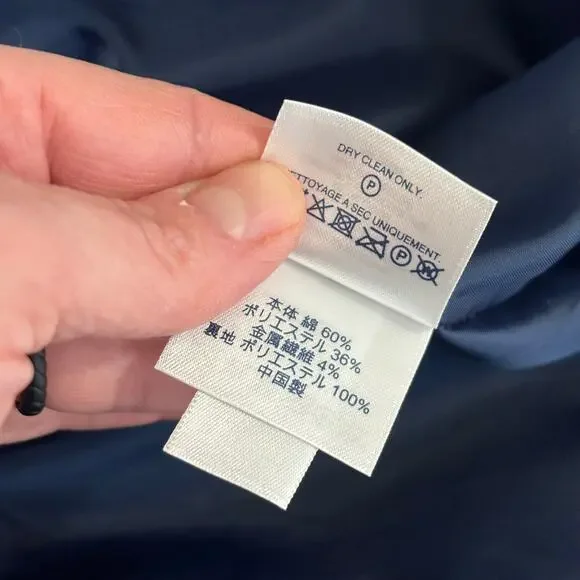 DRY CLEAN ONLY.
P
NETTOYAGE A SEC UNIQUEMENT.
P W
本体 綿 60%
ポリエステル 36%
金属繊維 4%
裏地 ポリエステル 100%
中国製